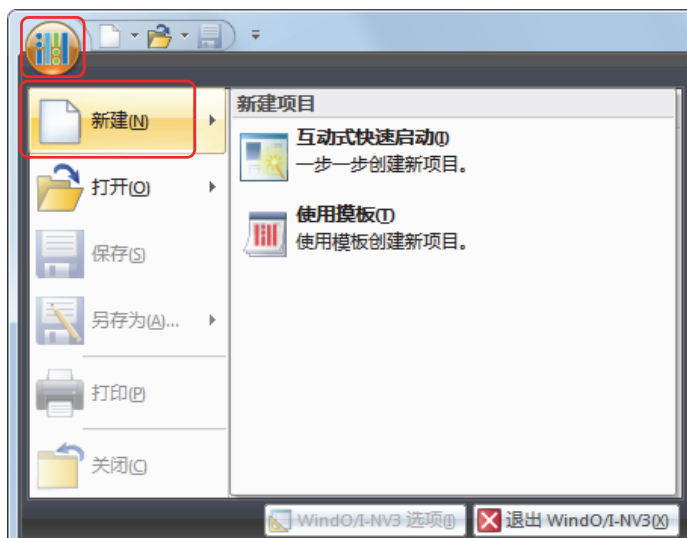 新建(N)
打开(O)
保存(S)
另存为(A)...
打印(P)
关闭(C)
新建项目
互动式快速启动(I)
一步一步创建新项目。
使用摸板(T)
使用模板创建新项目。
WindO/I-NV3 选项(I)
退出 WindO/I-NV3(X)